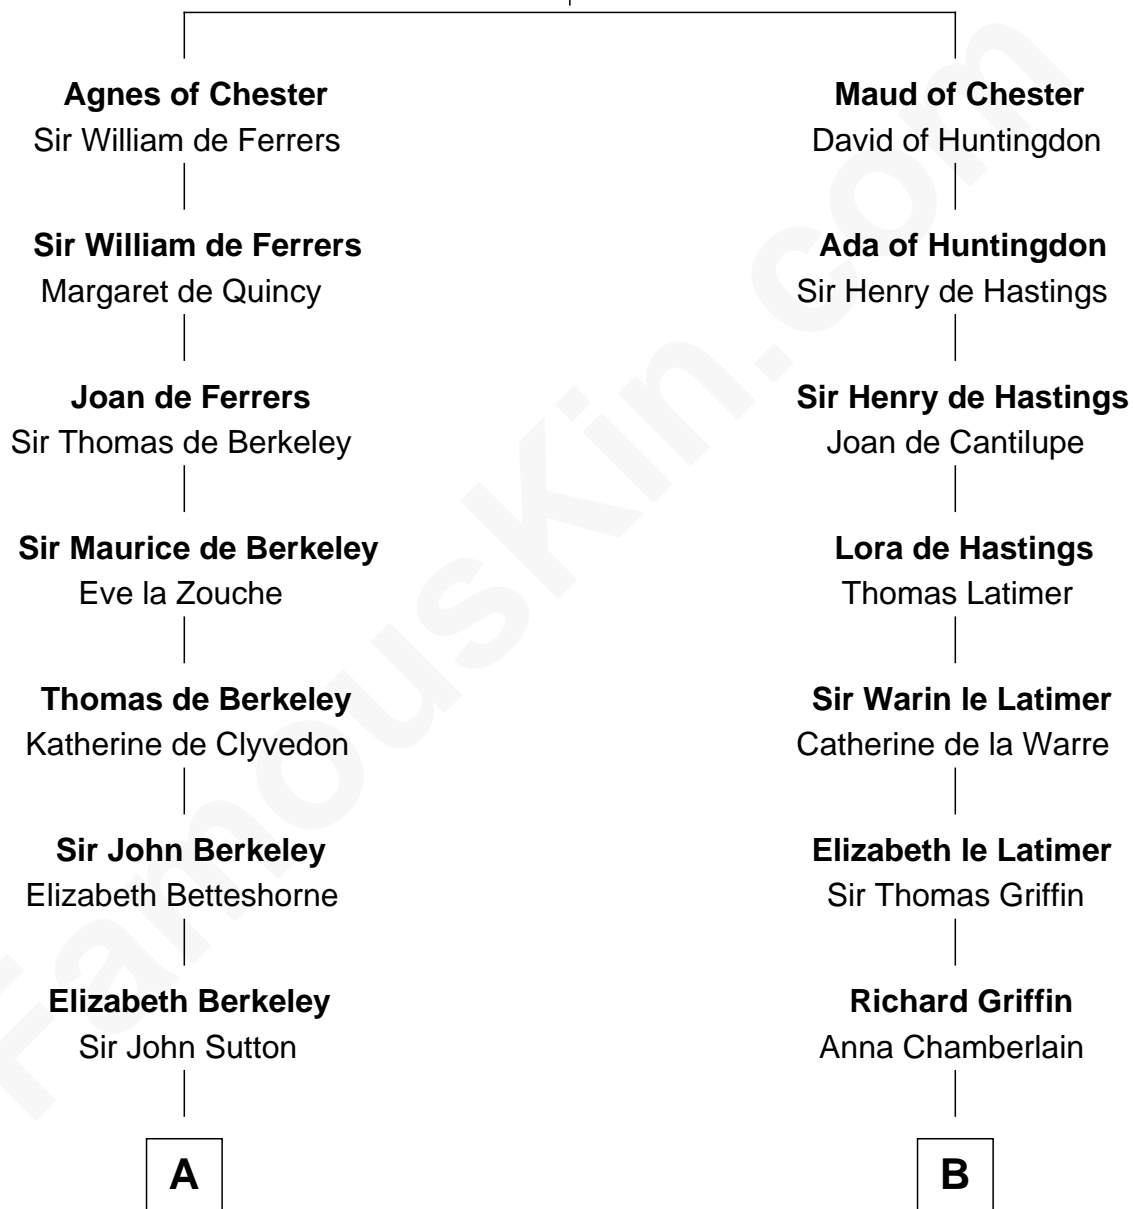 Agnes of Chester
Sir William de Ferrers
Sir William de Ferrers
Margaret de Quincy
Joan de Ferrers
Sir Thomas de Berkeley
Sir Maurice de Berkeley
Eve la Zouche
Thomas de Berkeley
Katherine de Clyvedon
Sir John Berkeley
Elizabeth Betteshorne
Elizabeth Berkeley
Sir John Sutton
A
Maud of Chester
David of Huntingdon
Ada of Huntingdon
Sir Henry de Hastings
Sir Henry de Hastings
Joan de Cantilupe
Lora de Hastings
Thomas Latimer
Sir Warin le Latimer
Catherine de la Warre
Elizabeth le Latimer
Sir Thomas Griffin
Richard Griffin
Anna Chamberlain
B
FamousKin.com